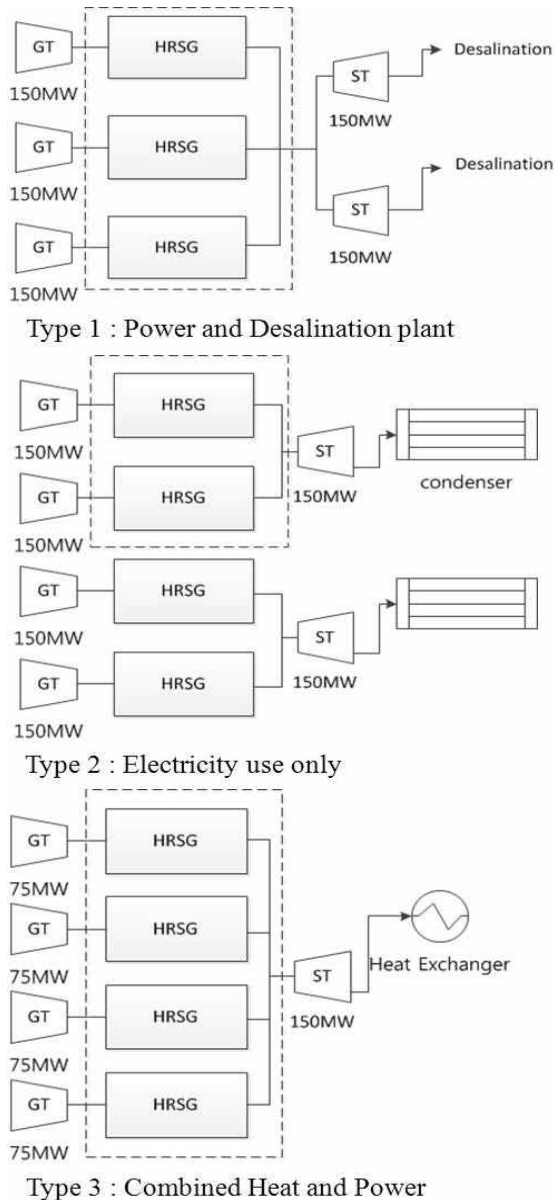 GT
HRSG
150MW
ST
Desalination
150MW
GT
HRSG
150MW
Desalination
ST
150MW
GT
HRSG
150MW
Type 1 : Power and Desalination plant
GT
HRSG
150MW
ST
150MW
condenser
GT
HRSG
150MW
GT
HRSG
150MW
ST
150MW
GT
HRSG
150MW
Type 2 : Electricity use only
GT
HRSG
75MW
GT
HRSG
75MW
ST
150MW
Heat Exchanger
GT
HRSG
75MW
GT
HRSG
75MW
Type 3 : Combined Heat and Power